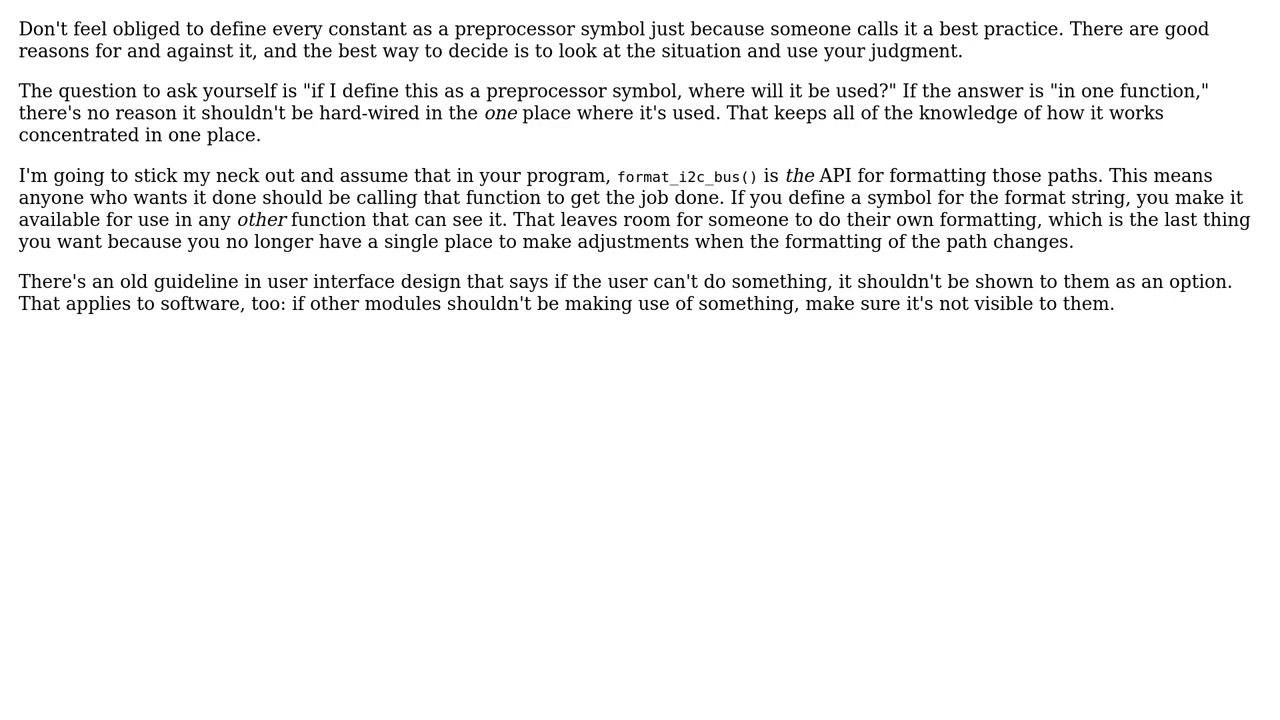 Don't feel obliged to define every constant as a preprocessor symbol just because someone calls it a best practice. There are good
reasons for and against it, and the best way to decide is to look at the situation and use your judgment.
The question to ask yourself is "if I define this as a preprocessor symbol, where will it be used?" If the answer is "in one function,"
there's no reason it shouldn't be hard-wired in the one place where it's used. That keeps all of the knowledge of how it works
concentrated in one place.
I'm going to stick my neck out and assume that in your program, format_i2c_bus() is the API for formatting those paths. This means
anyone who wants it done should be calling that function to get the job done. If you define a symbol for the format string, you make it
available for use in any other function that can see it. That leaves room for someone to do their own formatting, which is the last thing
you want because you no longer have a single place to make adjustments when the formatting of the path changes.
There's an old guideline in user interface design that says if the user can't do something, it shouldn't be shown to them as an option.
That applies to software, too: if other modules shouldn't be making use of something, make sure it's not visible to them.